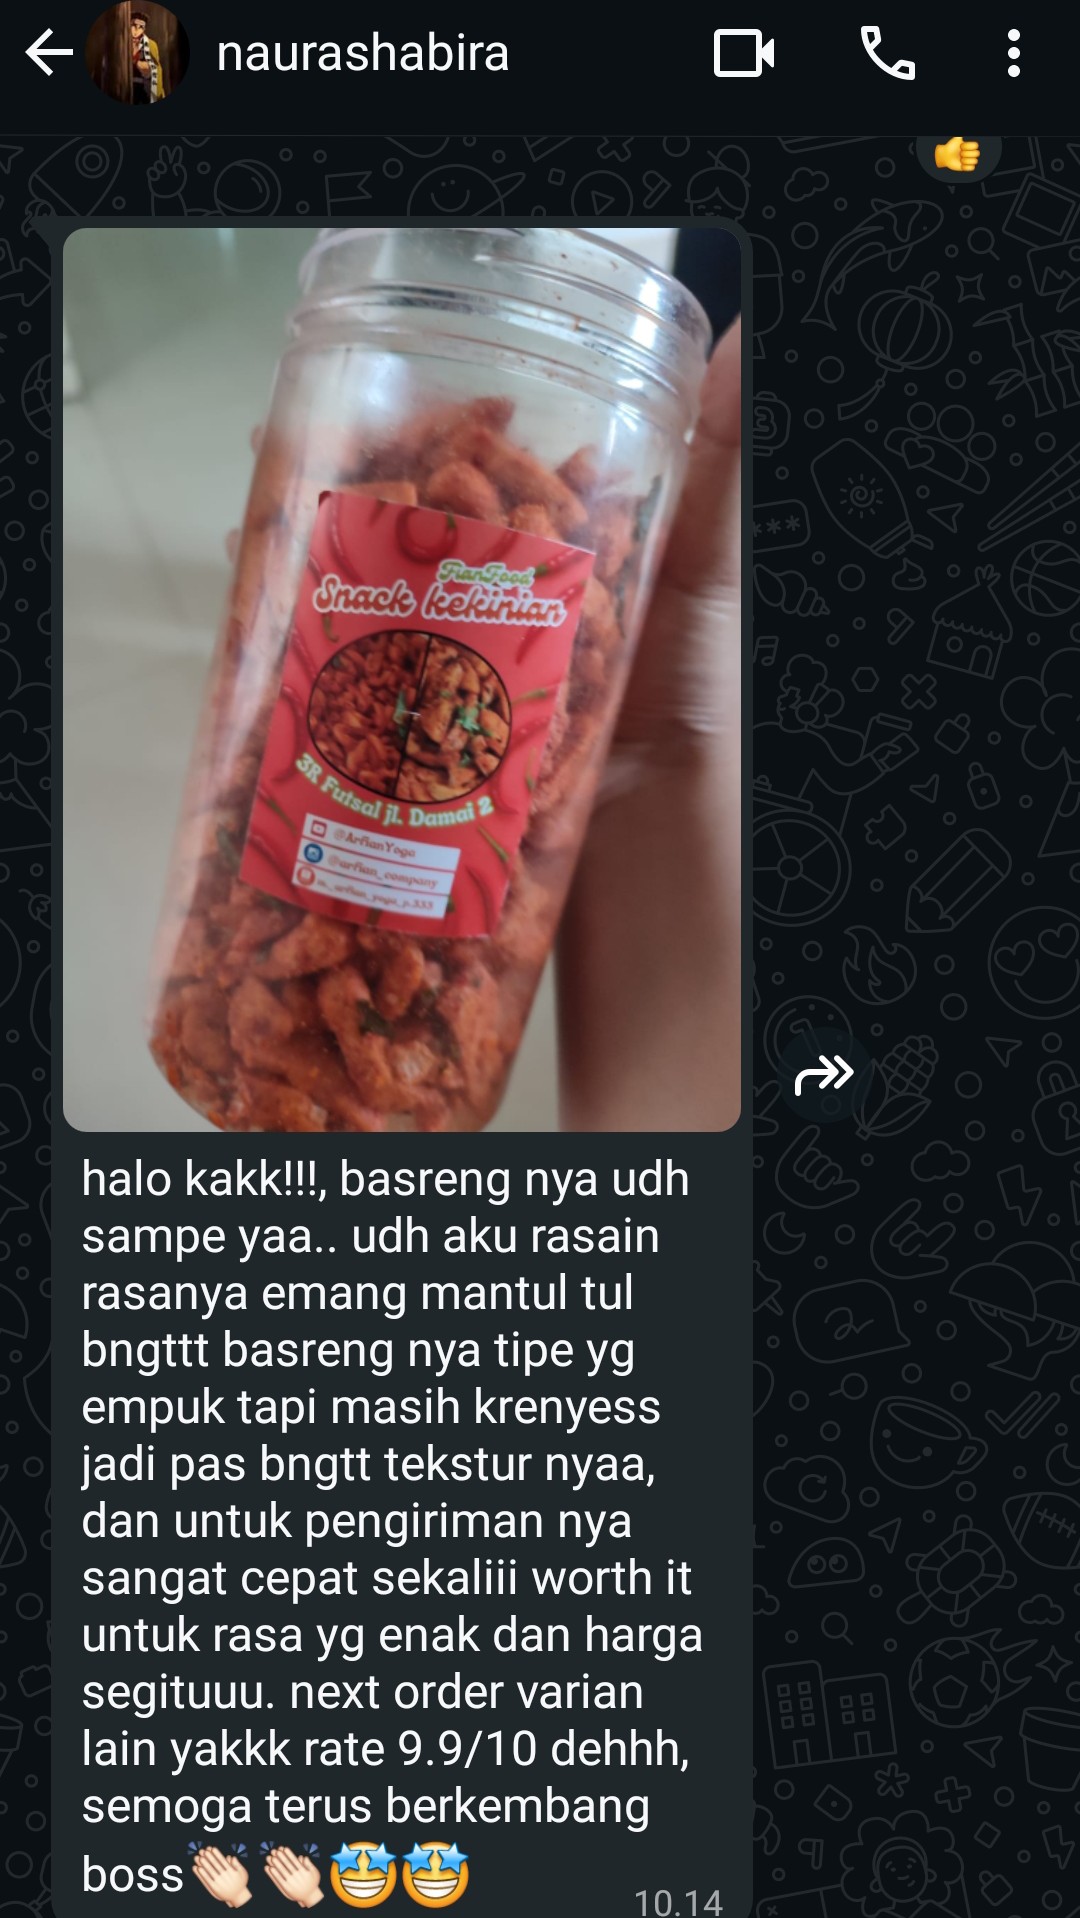 naurashabira
FianFood
Snack kekinian
3R Futsal jl. Damai 2
@ArfianYoga
@arfian_company
halo kakk!!!, basreng nya udh
sampe yaa.. udh aku rasain
rasanya emang mantul tul
bngttt basreng nya tipe yg
empuk tapi masih krenyess
jadi pas bngtt tekstur nyaa,
dan untuk pengiriman nya
sangat cepat sekaliii worth it
untuk rasa yg enak dan harga
segituuu. next order varian
lain yakkk rate 9.9/10 dehhh,
semoga terus berkembang
boss👏🏻👏🏻🤩🤩
10.14